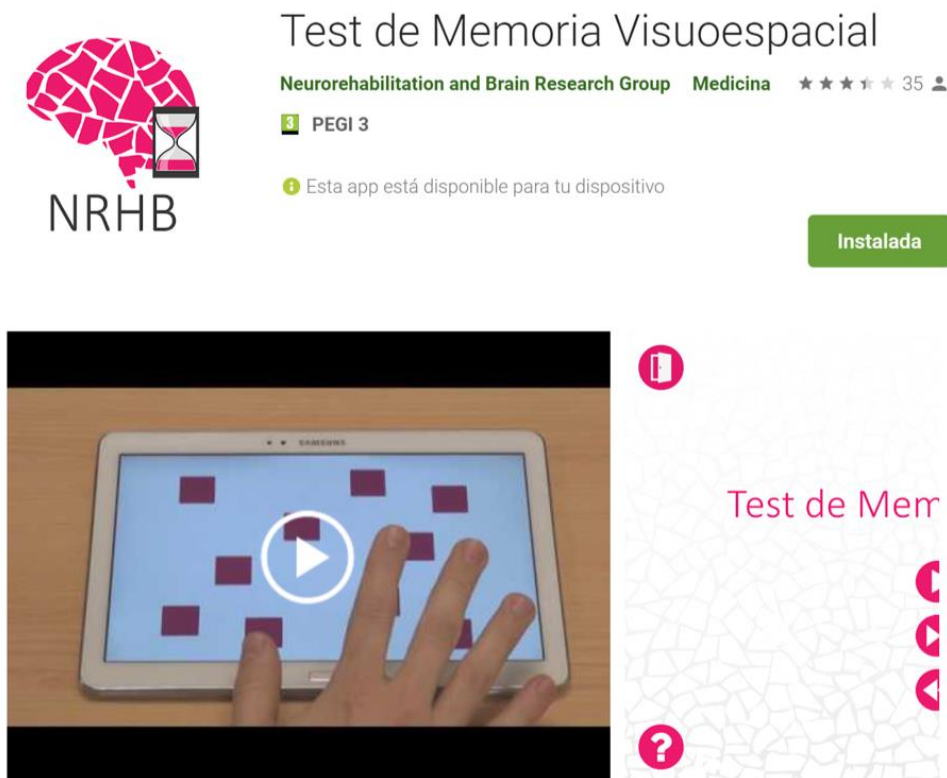 Test de Memoria Visuoespacial
Neurorehabilitation and Brain Research Group Medicina 35
3 PEGI 3
Esta app está disponible para tu dispositivo
NRHB
Instalada
SAMSUNG
Test de Mem
?